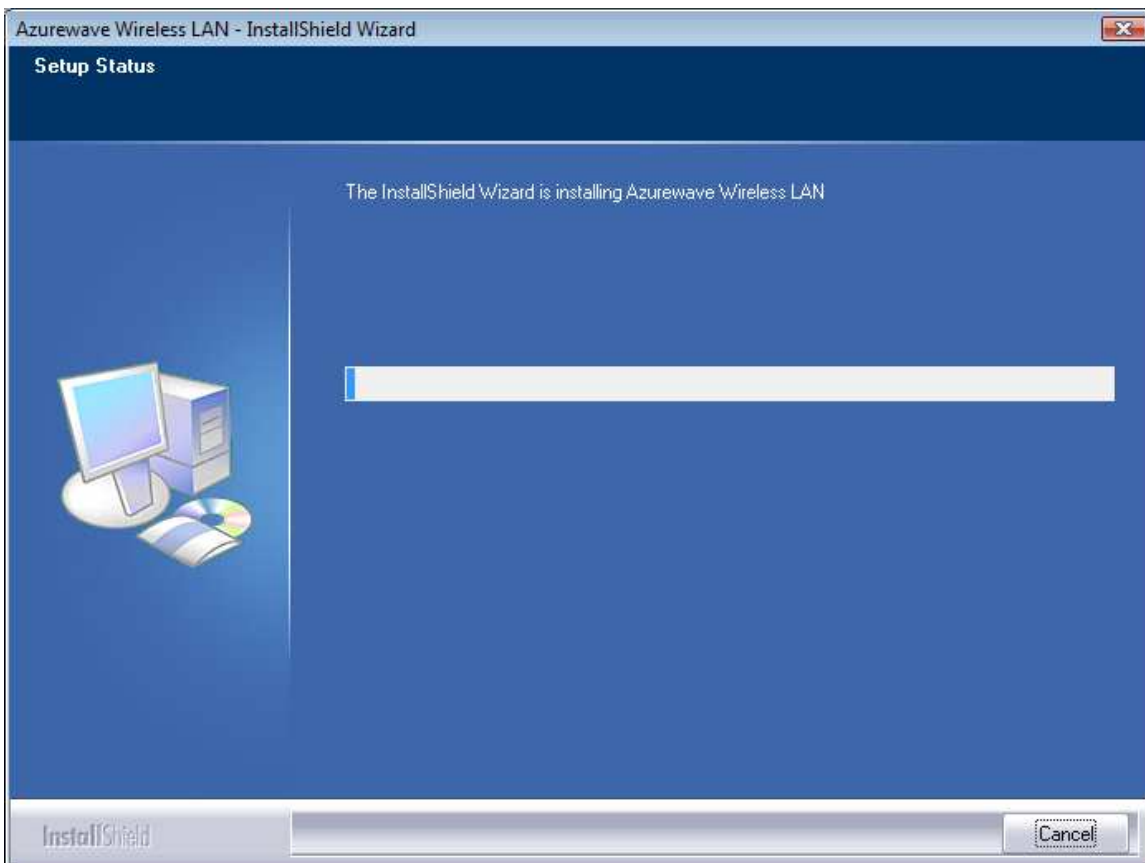 Azurewave Wireless LAN - InstallShield Wizard
Setup Status
The InstallShield Wizard is installing Azurewave Wireless LAN
InstallShield
Cancel